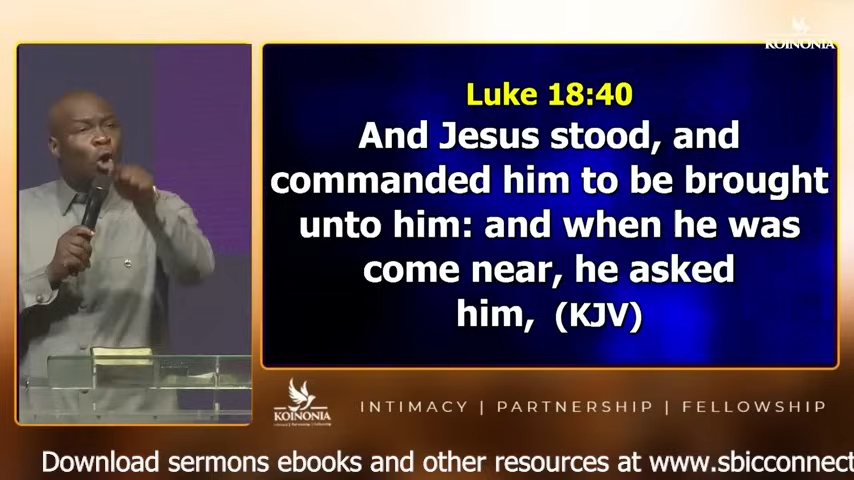 KOINONIA
Luke 18:40
And Jesus stood, and
commanded him to be brought
unto him: and when he was
come near, he asked
him, (KJV)
KOINONIA
INTIMACY | PARTNERSHIP | FELLOWSHIP
Download sermons ebooks and other resources at www.sbicconnect